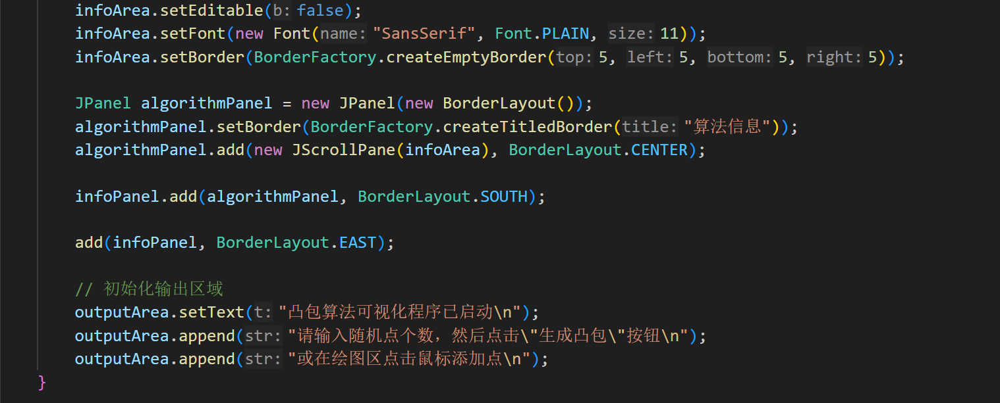 infoArea.setEditable(b: false);
infoArea.setFont(new Font(name: "SansSerif", Font.PLAIN, size: 11));
infoArea.setBorder(BorderFactory.createEmptyBorder(top: 5, left: 5, bottom: 5, right: 5));
JPanel algorithmPanel = new JPanel(new BorderLayout());
algorithmPanel.setBorder(BorderFactory.createTitledBorder(title: "算法信息"));
algorithmPanel.add(new JScrollPane(infoArea), BorderLayout.CENTER);
infoPanel.add(algorithmPanel, BorderLayout.SOUTH);
add(infoPanel, BorderLayout.EAST);
// 初始化输出区域
outputArea.setText(t: "凸包算法可视化程序已启动\n");
outputArea.append(str: "请输入随机点个数，然后点击\"生成凸包\"按钮\n");
outputArea.append(str: "或在绘图区点击鼠标添加点\n");
}